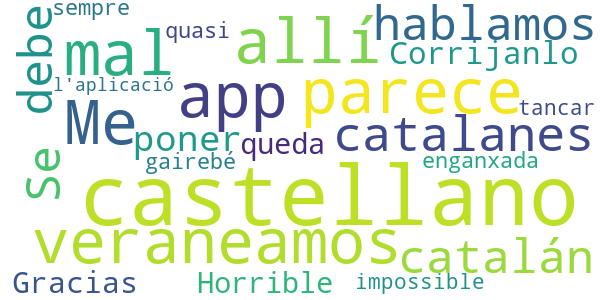 sempre
quasi
hablamos
debe
mal
allí
Corrijanlo
l'aplicació
Me
app
parece
tancar
poner
queda
catalanes
gairebé
enganxada
Se
castellano
veraneamos
catalán
Gracias
Horrible
impossible